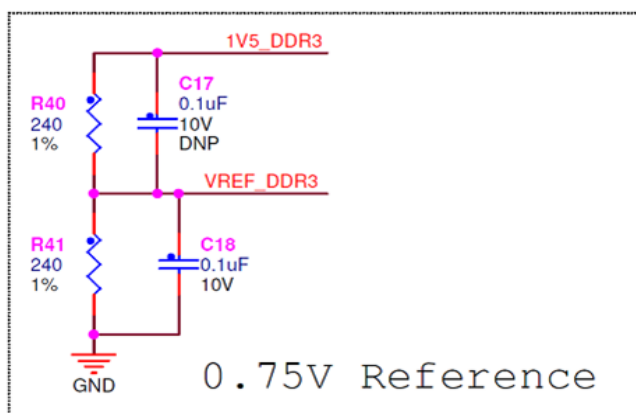 1V5_DDR3
C17
0.1uF
10V
DNP
R40
240
1%
VREF_DDR3
R41
240
1%
C18
0.1uF
10V
GND
0.75V Reference